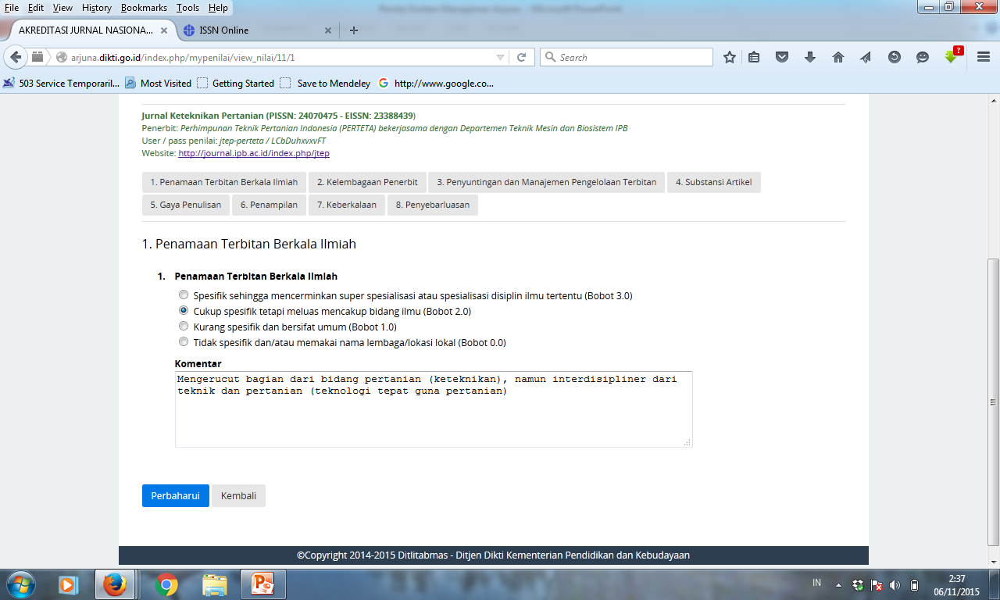 File Edit View History Bookmarks Tools Help
AKREDITASI JURNAL NASIONA...
ISSN Online
arjuna.dikti.go.id/index.php/mypenilai/view_nilai/11/1
Search
?
503 Service Temporaril...
Most Visited
Getting Started
Save to Mendeley
http://www.google.co...
Jurnal Keteknikan Pertanian (PISSN: 24070475 - EISSN: 23388439)
Penerbit: Perhimpunan Teknik Pertanian Indonesia (PERTETA) bekerjasama dengan Departemen Teknik Mesin dan Biosistem IPB
User / pass penilai: jtep-perteta / LCbDuhxvxvFT
Website: http://journal.ipb.ac.id/index.php/jtep
1. Penamaan Terbitan Berkala Ilmiah
2. Kelembagaan Penerbit
3. Penyuntingan dan Manajemen Pengelolaan Terbitan
4. Substansi Artikel
5. Gaya Penulisan
6. Penampilan
7. Keberkalaan
8. Penyebarluasan
1. Penamaan Terbitan Berkala Ilmiah
1. Penamaan Terbitan Berkala Ilmiah
Spesifik sehingga mencerminkan super spesialisasi atau spesialisasi disiplin ilmu tertentu (Bobot 3.0)
Cukup spesifik tetapi meluas mencakup bidang ilmu (Bobot 2.0)
Kurang spesifik dan bersifat umum (Bobot 1.0)
Tidak spesifik dan/atau memakai nama lembaga/lokasi lokal (Bobot 0.0)
Komentar
Mengerucut bagian dari bidang pertanian (keteknikan), namun interdisipliner dari
teknik dan pertanian (teknologi tepat guna pertanian)
Perbaharui
Kembali
©Copyright 2014-2015 Ditlitabmas - Ditjen Dikti Kementerian Pendidikan dan Kebudayaan
IN
2:37
06/11/2015